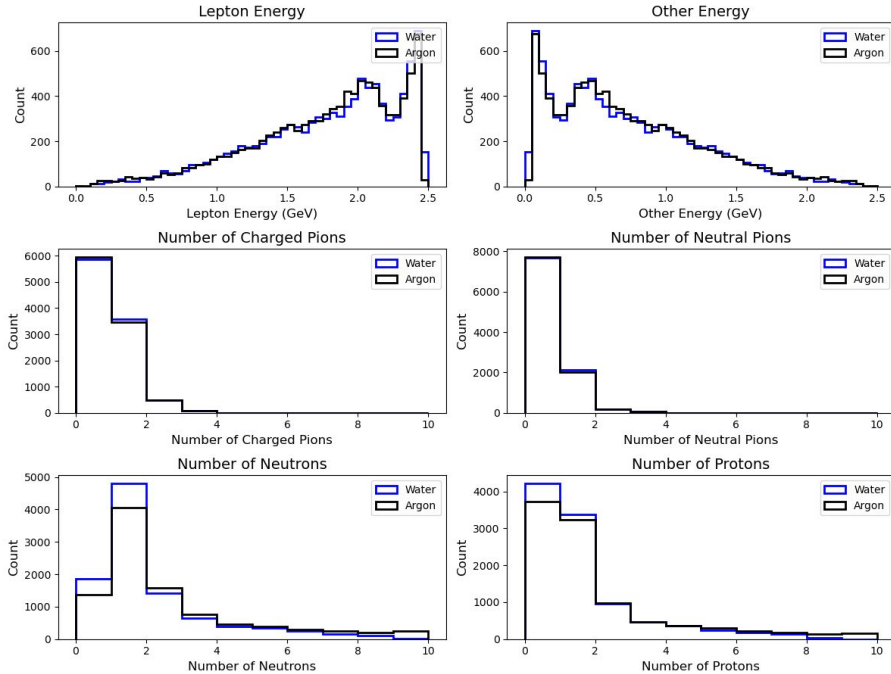 Lepton Energy
Count
600
400
200
0
Water
Argon
0.0 0.5 1.0 1.5 2.0 2.5
Lepton Energy (GeV)
Other Energy
Count
600
400
200
0
Water
Argon
0.0 0.5 1.0 1.5 2.0 2.5
Other Energy (GeV)
Number of Charged Pions
Count
6000
5000
4000
3000
2000
1000
0
Water
Argon
0 2 4 6 8 10
Number of Charged Pions
Number of Neutral Pions
Count
8000
6000
4000
2000
0
Water
Argon
0 2 4 6 8 10
Number of Neutral Pions
Number of Neutrons
Count
5000
4000
3000
2000
1000
0
Water
Argon
0 2 4 6 8 10
Number of Neutrons
Number of Protons
Count
4000
3000
2000
1000
0
Water
Argon
0 2 4 6 8 10
Number of Protons